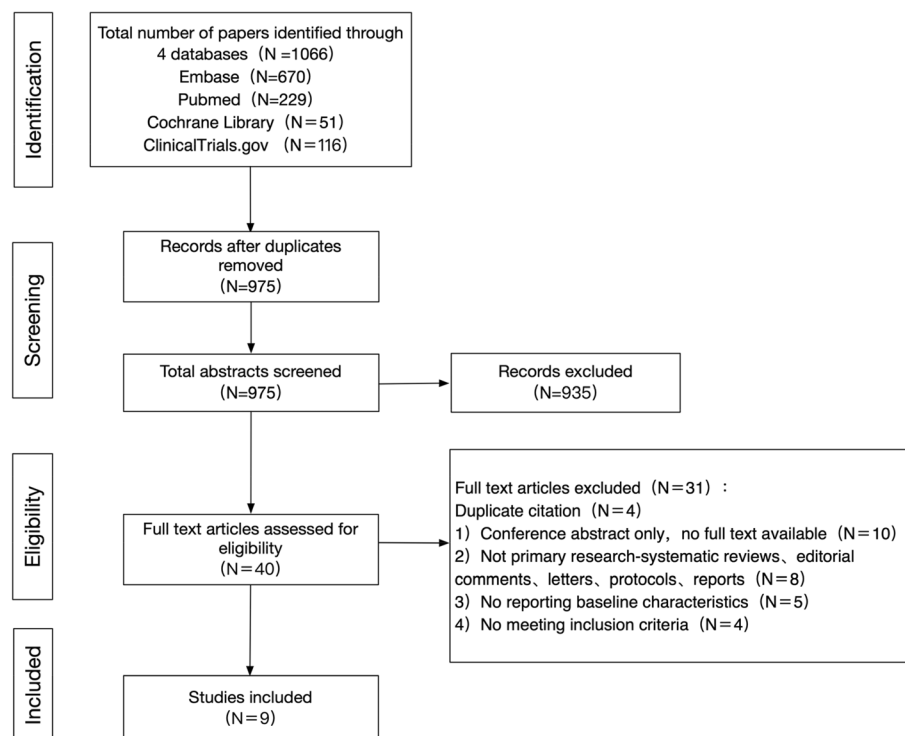 Identification
Total number of papers identified through
4 databases（N =1066）
Embase（N=670）
Pubmed（N=229）
Cochrane Library（N=51）
ClinicalTrials.gov （N=116）
Screening
Records after duplicates
removed
（N=975）
Total abstracts screened
（N=975）
Records excluded
（N=935）
Eligibility
Full text articles assessed for
eligibility
（N=40）
Full text articles excluded（N=31）：
Duplicate citation（N=4）
1）Conference abstract only，no full text available（N=10）
2）Not primary research-systematic reviews、editorial
comments、letters、protocols、reports（N=8）
3）No reporting baseline characteristics（N=5）
4）No meeting inclusion criteria（N=4）
Included
Studies included
（N=9）